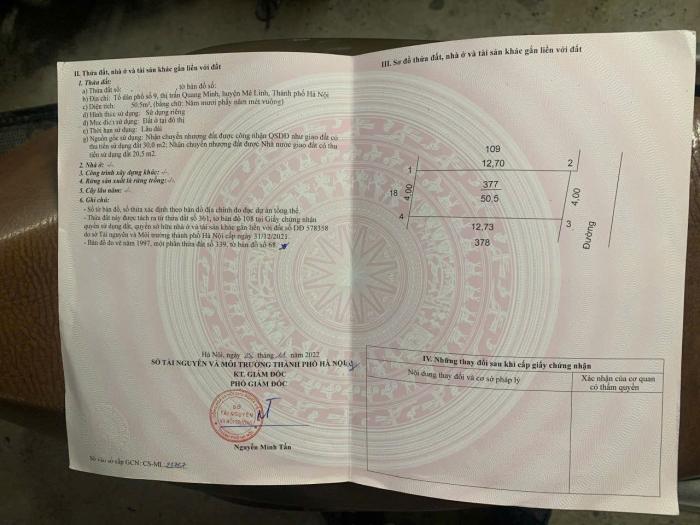 II. Thửa đất, nhà ở và tài sản khác gắn liền với đất
1. Thửa đất:
a) Thửa đất số: , tờ bản đồ số:
b) Địa chỉ: Tổ dân phố số 9, thị trấn Quang Minh, huyện Mê Linh, Thành phố Hà Nội
c) Diện tích: 50.5m², (bằng chữ: Năm mươi phẩy năm mét vuông)
d) Hình thức sử dụng: Sử dụng riêng
đ) Mục đích sử dụng: Đất ở tại đô thị
e) Thời hạn sử dụng: Lâu dài
g) Nguồn gốc sử dụng: Nhận chuyển nhượng đất được công nhận QSDĐ như giao đất có
thu tiền sử dụng đất 30,0 m2; Nhận chuyển nhượng đất được Nhà nước giao đất có thu
tiền sử dụng đất 20,5 m2.
2. Nhà ở: -/-
3. Công trình xây dựng khác: -/-
4. Rừng sản xuất là rừng trồng: -/-
5. Cây lâu năm: -/-
6. Ghi chú:
- Số tờ bản đồ, số thửa xác định theo bản đồ địa chính đo đạc dự án tổng thể.
- Thửa đất này được tách ra từ thửa đất số 361, tờ bản đồ 108 tại Giấy chứng nhận
quyền sử dụng đất, quyền sở hữu nhà ở và tài sản khác gắn liền với đất số DĐ 578358
do sở Tài nguyên và Môi trường thành phố Hà Nội cấp ngày 31/12/2021.
- Bản đồ đo vẽ năm 1997, một phần thửa đất số 339, tờ bản đồ số 68.
Hà Nội, ngày tháng năm 2022
SỞ TÀI NGUYÊN VÀ MÔI TRƯỜNG THÀNH PHỐ HÀ NỘI
KT. GIÁM ĐỐC
PHÓ GIÁM ĐỐC
SỞ
TÀI NGUYÊN
VÀ MÔI TRƯỜNG
Nguyễn Minh Tấn
Số vào sổ cấp GCN: CS-ML
III. Sơ đồ thửa đất, nhà ở và tài sản khác gắn liền với đất
109
1 12,70 2
18 4,00 377 4,00
50,5
4 3
12,73
378
Đường
IV. Những thay đổi sau khi cấp giấy chứng nhận
Nội dung thay đổi và cơ sở pháp lý
Xác nhận của cơ quan
có thẩm quyền